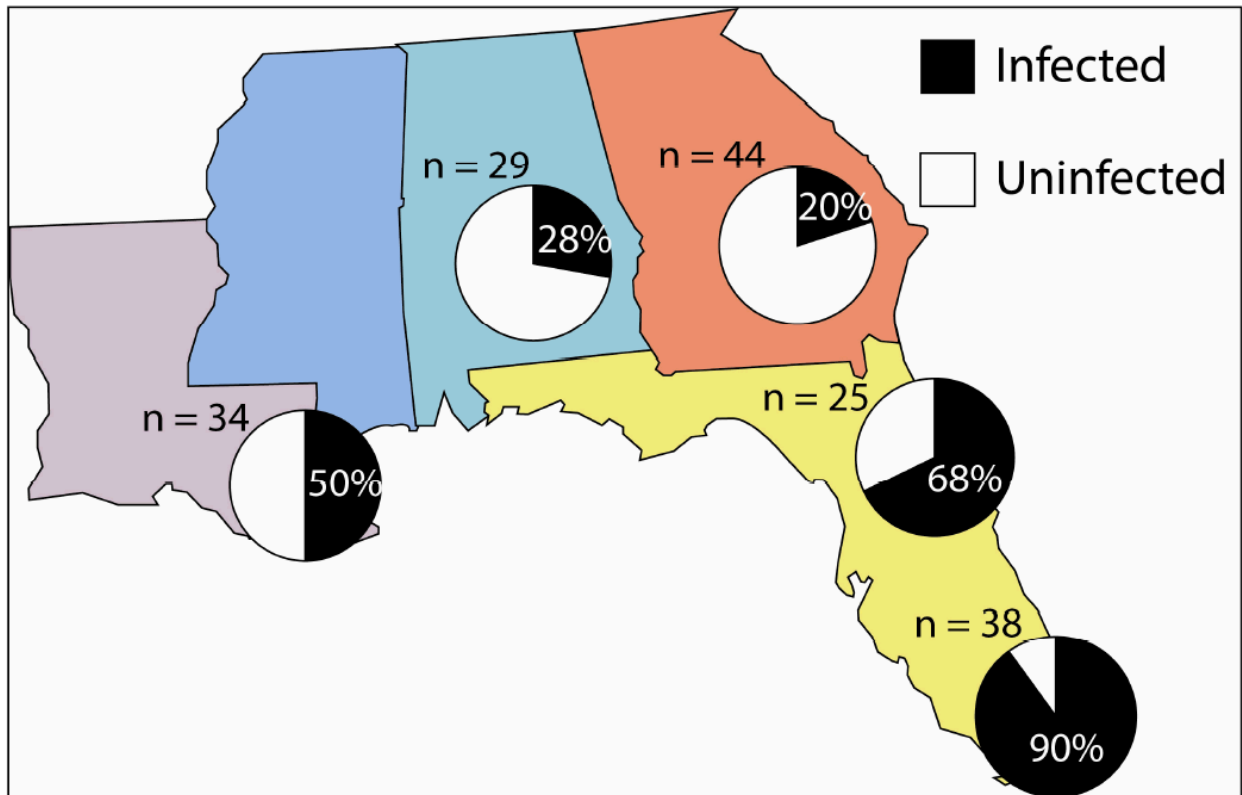 Infected
Uninfected
n = 29
28%
n = 44
20%
n = 34
50%
n = 25
68%
n = 38
90%